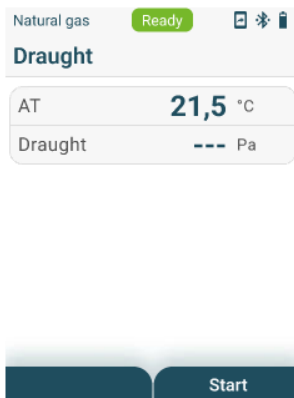 Natural gas Ready
Draught
AT 21,5 °C
Draught --- Pa
Start